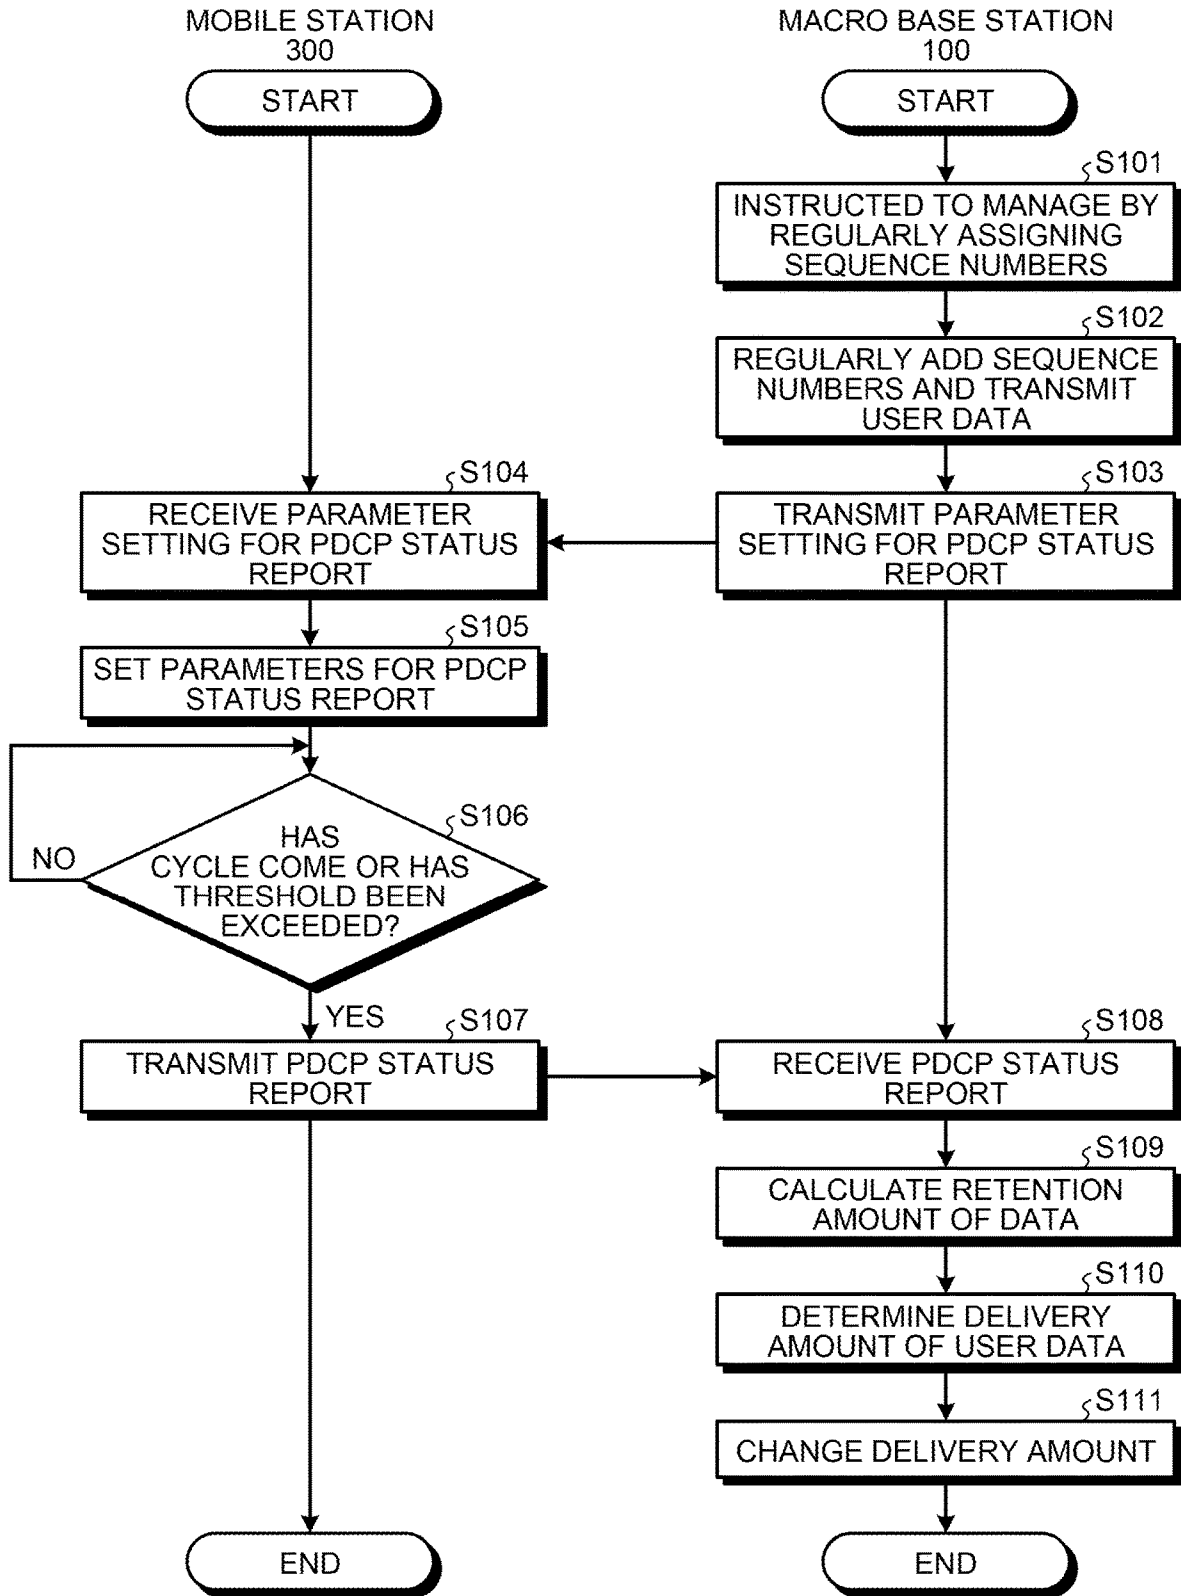 MOBILE STATION
300
START
MACRO BASE STATION
100
START
S101
INSTRUCTED TO MANAGE BY
REGULARLY ASSIGNING
SEQUENCE NUMBERS
S102
REGULARLY ADD SEQUENCE
NUMBERS AND TRANSMIT
USER DATA
S103
TRANSMIT PARAMETER
SETTING FOR PDCP STATUS
REPORT
S104
RECEIVE PARAMETER
SETTING FOR PDCP STATUS
REPORT
S105
SET PARAMETERS FOR PDCP
STATUS REPORT
S106
HAS
CYCLE COME OR HAS
THRESHOLD BEEN
EXCEEDED?
NO
YES
S107
TRANSMIT PDCP STATUS
REPORT
S108
RECEIVE PDCP STATUS
REPORT
S109
CALCULATE RETENTION
AMOUNT OF DATA
S110
DETERMINE DELIVERY
AMOUNT OF USER DATA
S111
CHANGE DELIVERY AMOUNT
END
END